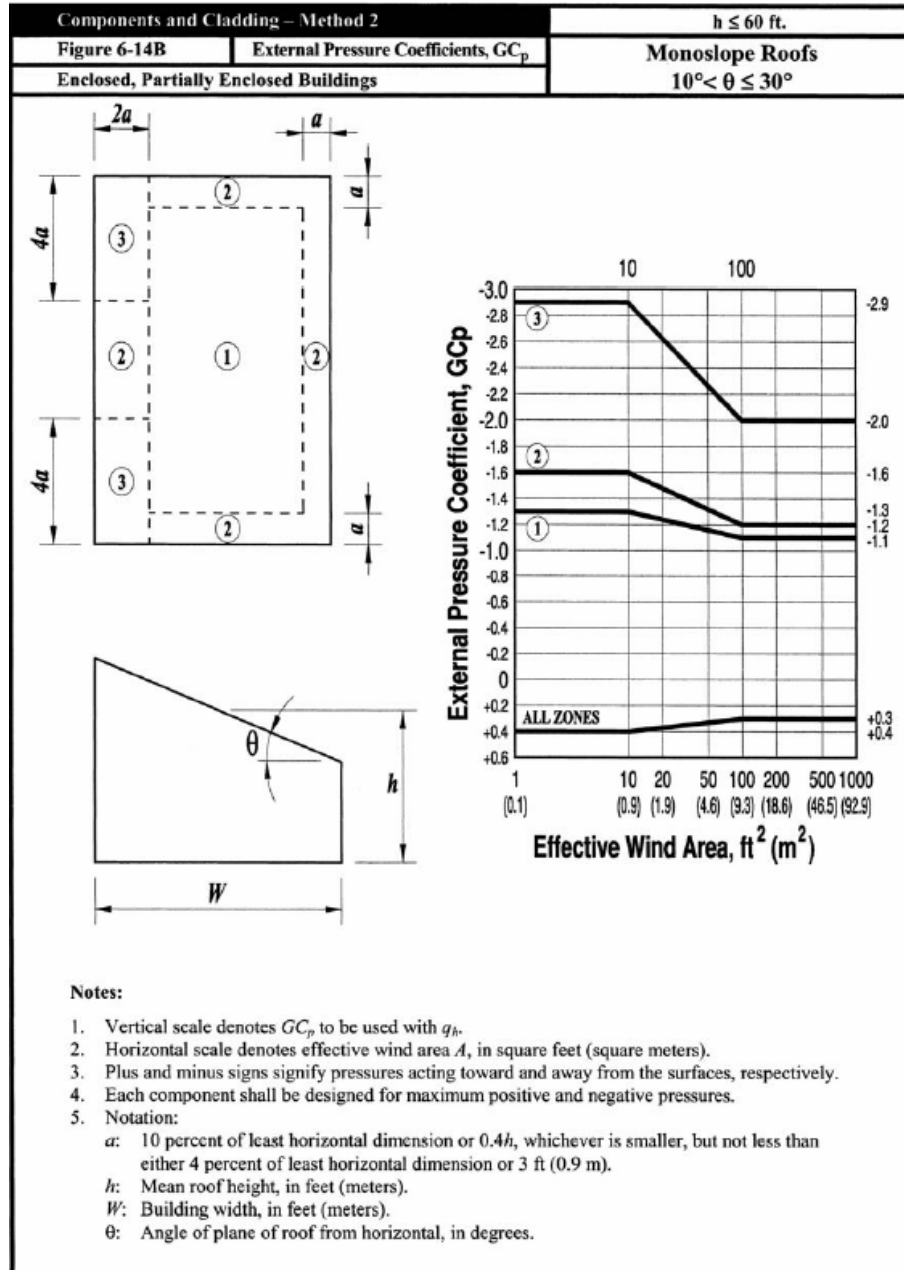 Components and Cladding – Method 2
h ≤ 60 ft.
Figure 6-14B
External Pressure Coefficients, GCp
Monoslope Roofs
10°< θ ≤ 30°
Enclosed, Partially Enclosed Buildings
2a
a
a
4a
4a
a
3
2
3
2
1
2
2
θ
h
W
10 100
-3.0
-2.8
-2.6
-2.4
-2.2
-2.0
-1.8
-1.6
-1.4
-1.2
-1.0
-0.8
-0.6
-0.4
-0.2
0
+0.2
+0.4
+0.6
External Pressure Coefficient, GCp
3
2
1
ALL ZONES
-2.9
-2.0
-1.6
-1.3
-1.2
-1.1
+0.3
+0.4
1 10 20 50 100 200 500 1000
(0.1) (0.9) (1.9) (4.6) (9.3) (18.6) (46.5) (92.9)
Effective Wind Area, ft² (m²)
Notes:
1. Vertical scale denotes GCp to be used with qh.
2. Horizontal scale denotes effective wind area A, in square feet (square meters).
3. Plus and minus signs signify pressures acting toward and away from the surfaces, respectively.
4. Each component shall be designed for maximum positive and negative pressures.
5. Notation:
a: 10 percent of least horizontal dimension or 0.4h, whichever is smaller, but not less than
either 4 percent of least horizontal dimension or 3 ft (0.9 m).
h: Mean roof height, in feet (meters).
W: Building width, in feet (meters).
θ: Angle of plane of roof from horizontal, in degrees.